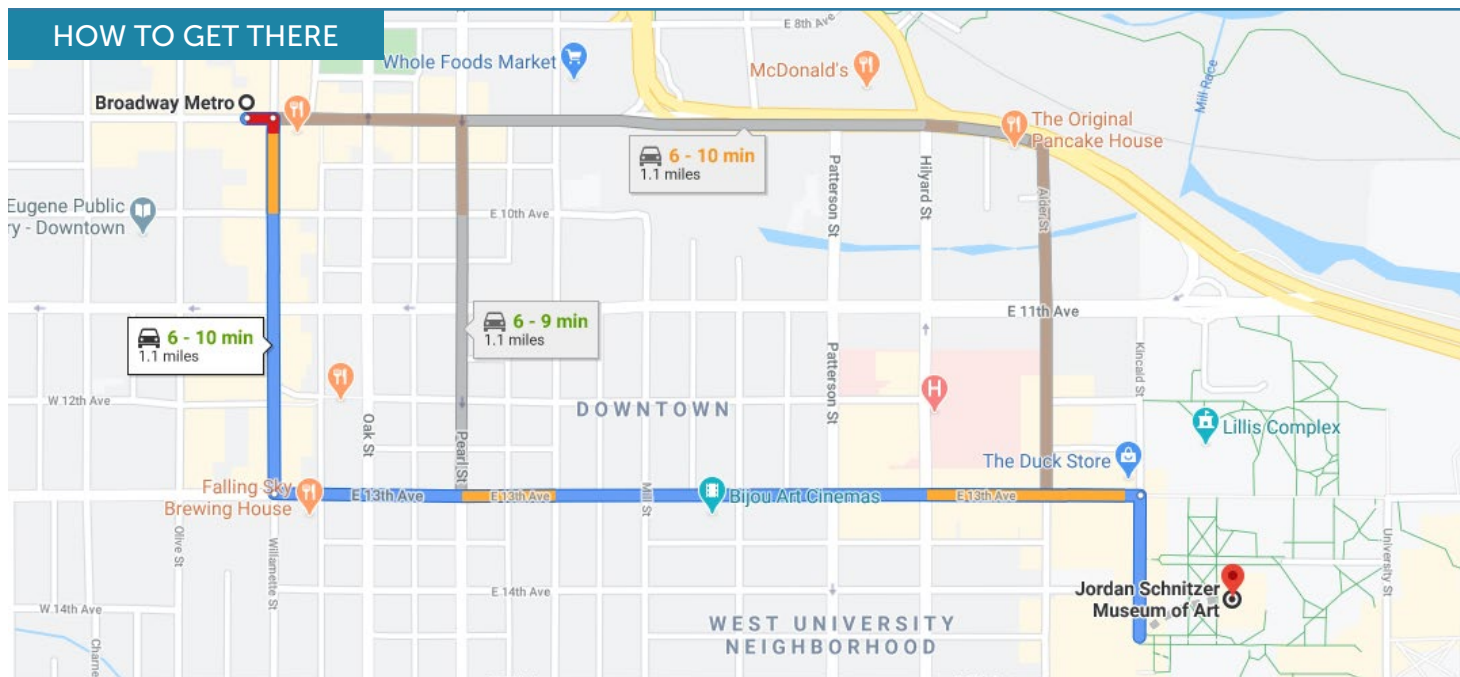 HOW TO GET THERE
E 8th Ave
Whole Foods Market
McDonald's
Mill Race
Broadway Metro
The Original
Pancake House
6 - 10 min
1.1 miles
Patterson St
Hilyard St
Alder St
Eugene Public
ry - Downtown
E 10th Ave
6 - 10 min
1.1 miles
6 - 9 min
1.1 miles
E 11th Ave
Patterson St
Kincaid St
W 12th Ave
DOWNTOWN
H
Oak St
Pearl St
Lillis Complex
The Duck Store
Falling Sky
Brewing House
E 13th Ave
E 13th Ave
Mill St
Bijou Art Cinemas
E 13th Ave
Olive St
Willamette St
University St
E 14th Ave
Jordan Schnitzer
Museum of Art
W 14th Ave
WEST UNIVERSITY
NEIGHBORHOOD
Charne